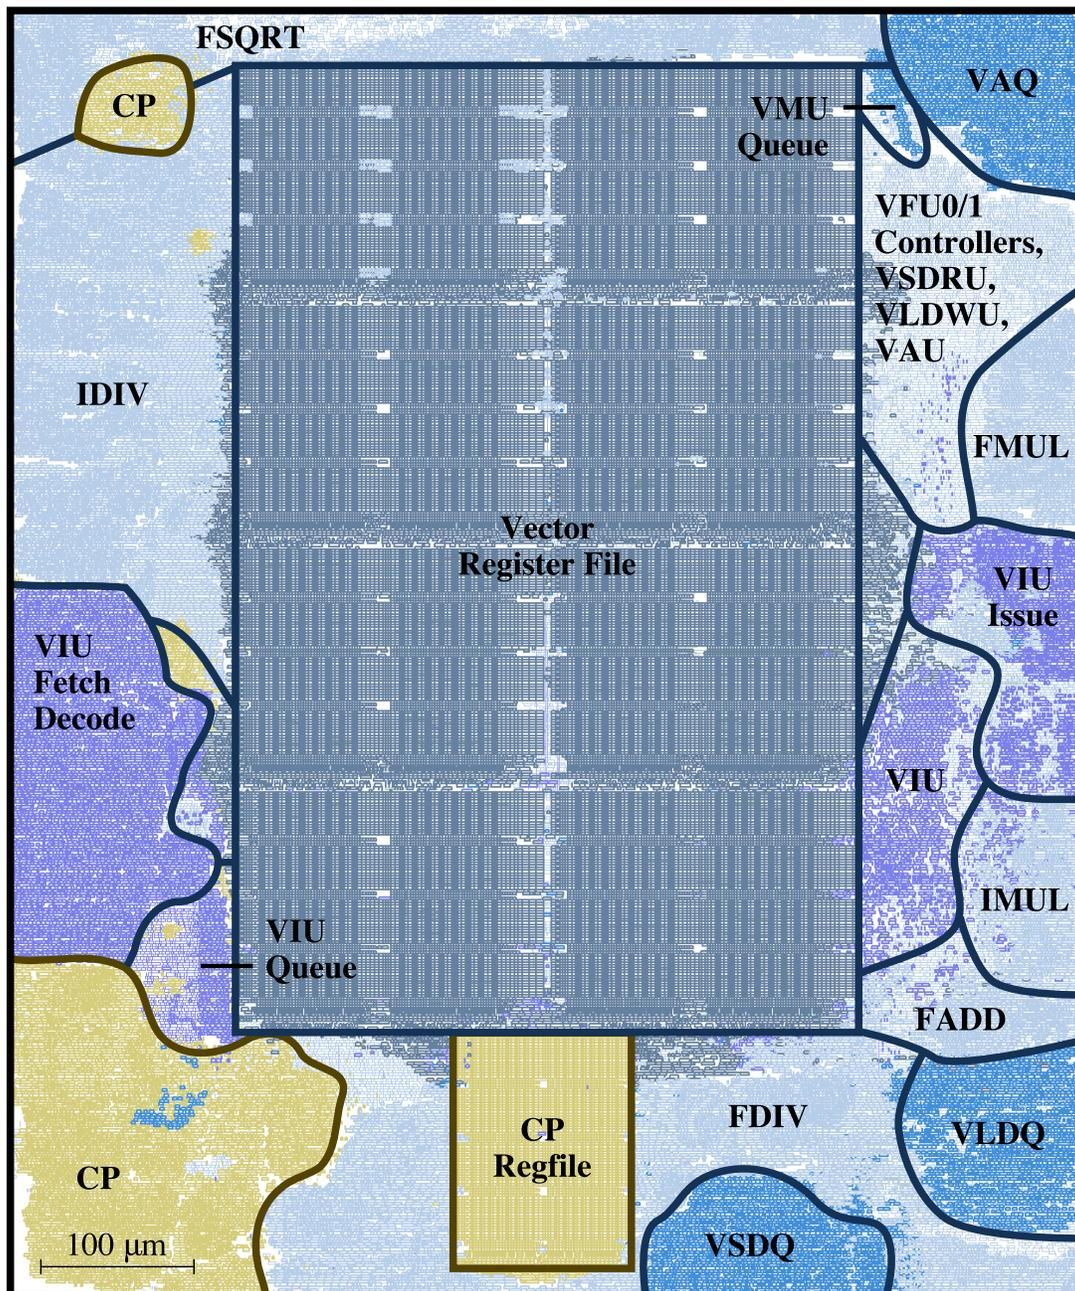 FSQRT
CP
VAQ
VMU
Queue
VFU0/1
Controllers,
VSDRU,
VLDWU,
VAU
IDIV
FMUL
Vector
Register File
VIU
Issue
VIU
Fetch
Decode
VIU
IMUL
VIU
Queue
FADD
FDIV
CP
Regfile
VLDQ
CP
VSDQ
100 μm